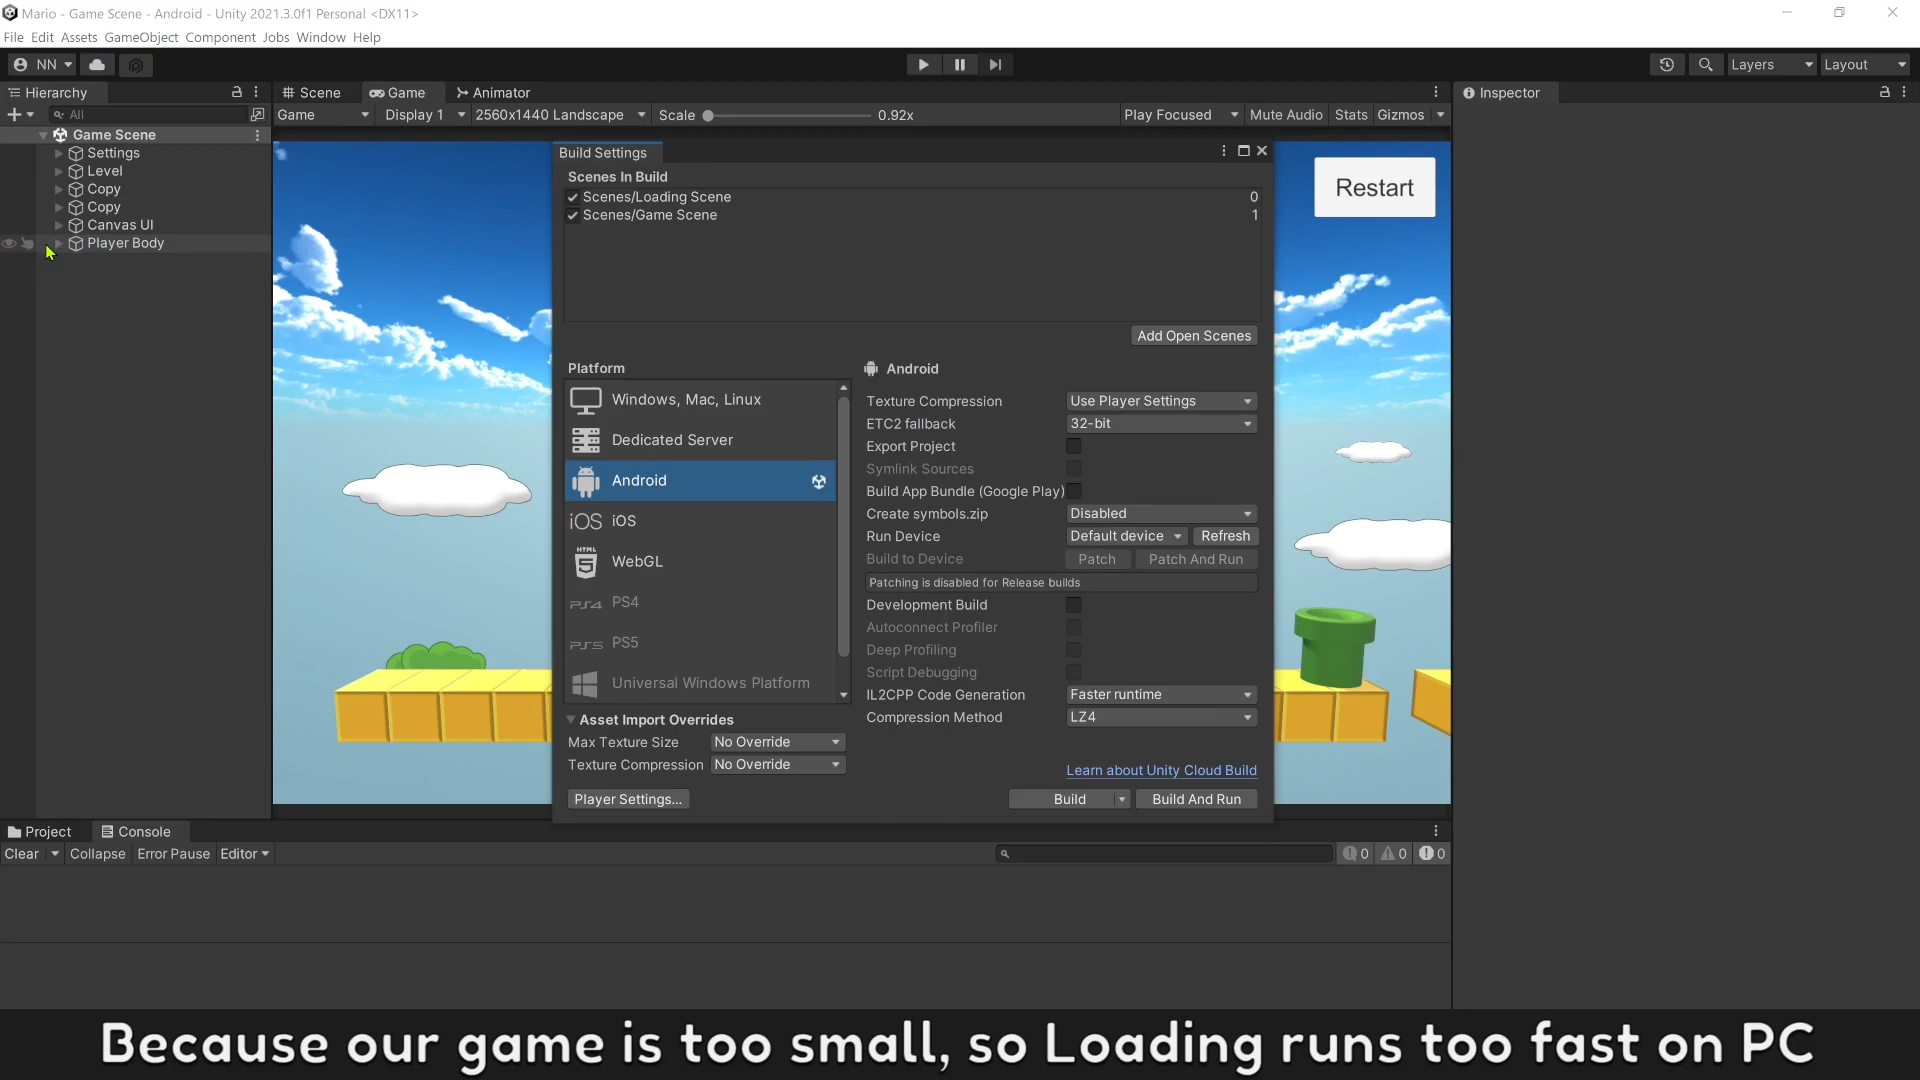 Mario - Game Scene - Android - Unity 2021.3.0f1 Personal <DX11>
File Edit Assets GameObject Component Jobs Window Help
NN
Layers
Layout
Hierarchy
Scene
Game
Animator
Inspector
All
Game
Display 1
2560x1440 Landscape
Scale
0.92x
Play Focused
Mute Audio
Stats
Gizmos
Game Scene
Settings
Level
Copy
Copy
Canvas UI
Player Body
Restart
Build Settings
Scenes In Build
Scenes/Loading Scene 0
Scenes/Game Scene 1
Add Open Scenes
Platform
Windows, Mac, Linux
Dedicated Server
Android
iOS iOS
HTML 5 WebGL
PS4 PS4
PS5 PS5
Universal Windows Platform
Asset Import Overrides
Max Texture Size No Override
Texture Compression No Override
Player Settings...
Android
Texture Compression Use Player Settings
ETC2 fallback 32-bit
Export Project
Symlink Sources
Build App Bundle (Google Play)
Create symbols.zip Disabled
Run Device Default device Refresh
Build to Device Patch Patch And Run
Patching is disabled for Release builds
Development Build
Autoconnect Profiler
Deep Profiling
Script Debugging
IL2CPP Code Generation Faster runtime
Compression Method LZ4
Learn about Unity Cloud Build
Build
Build And Run
Project
Console
Clear
Collapse
Error Pause
Editor
0
0
0
Because our game is too small, so Loading runs too fast on PC